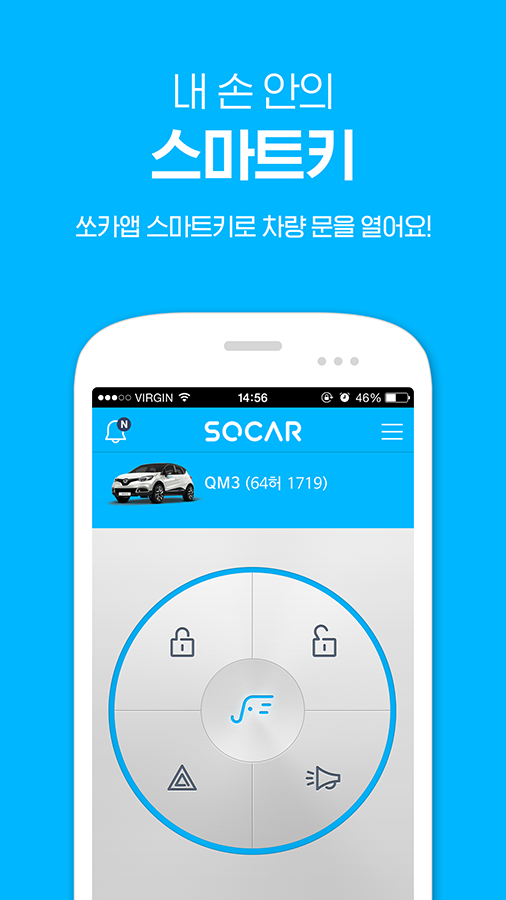 내 손 안의
스마트키
쏘카앱 스마트키로 차량 문을 열어요!
VIRGIN 14:56 46%
N
SOCAR
QM3 (64허 1719)